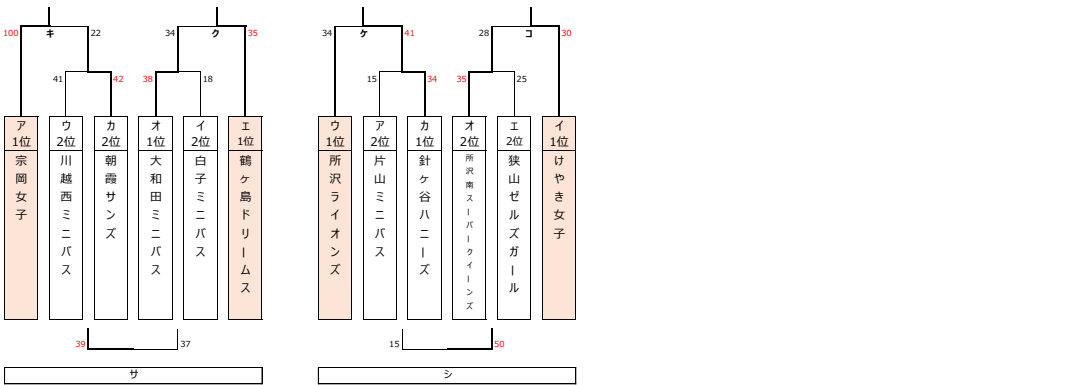 100 キ 22 34 ク 35 34 ケ 41 28 コ 30
41 42 38 18 15 34 35 25
ア ウ カ オ イ エ ウ ア カ オ エ イ
1位 2位 2位 1位 2位 1位 1位 2位 1位 2位 2位 1位
宗岡女子
川越西ミニバス
朝霞サンズ
大和田ミニバス
白子ミニバス
鶴ヶ島ドリームス
所沢ライオンズ
片山ミニバス
針ヶ谷ハニーズ
所沢南スーパークイーンズ
狭山ゼルズガール
けやき女子
39 37 15 50
サ シ